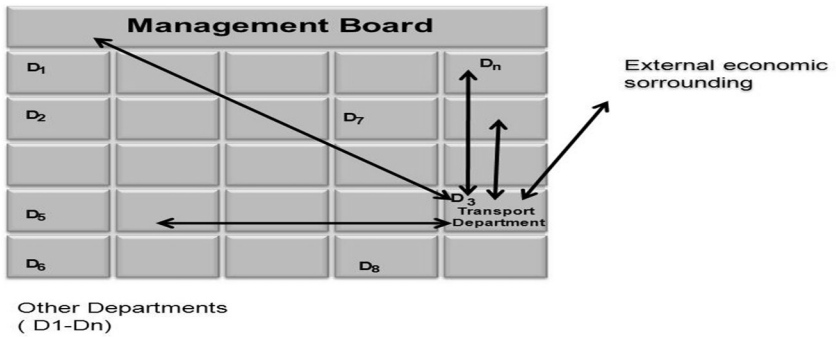 Management Board
D1
Dn
External economic
sorrounding
D2
D7
D3
Transport
Department
D5
D6
D8
Other Departments
( D1-Dn)